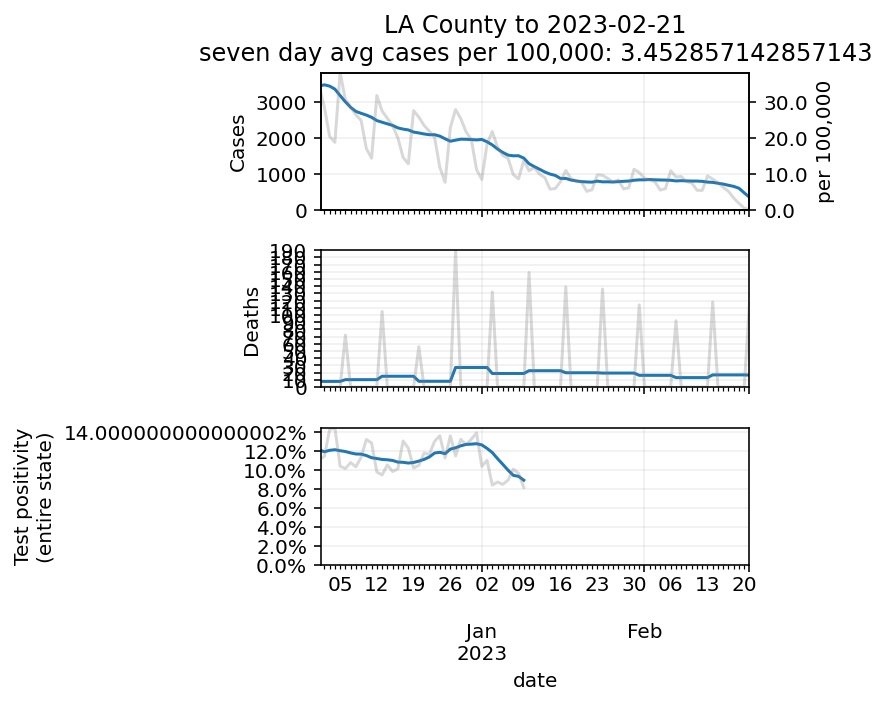 LA County to 2023-02-21
seven day avg cases per 100,000: 3.452857142857143
3000
2000
1000
0
Cases
30.0
20.0
10.0
0.0
per 100,000
190
Deaths
0
14.000000000000002%
12.0%
10.0%
8.0%
6.0%
4.0%
2.0%
0.0%
Test positivity
(entire state)
05 12 19 26 02 09 16 23 30 06 13 20
Jan Feb
2023
date